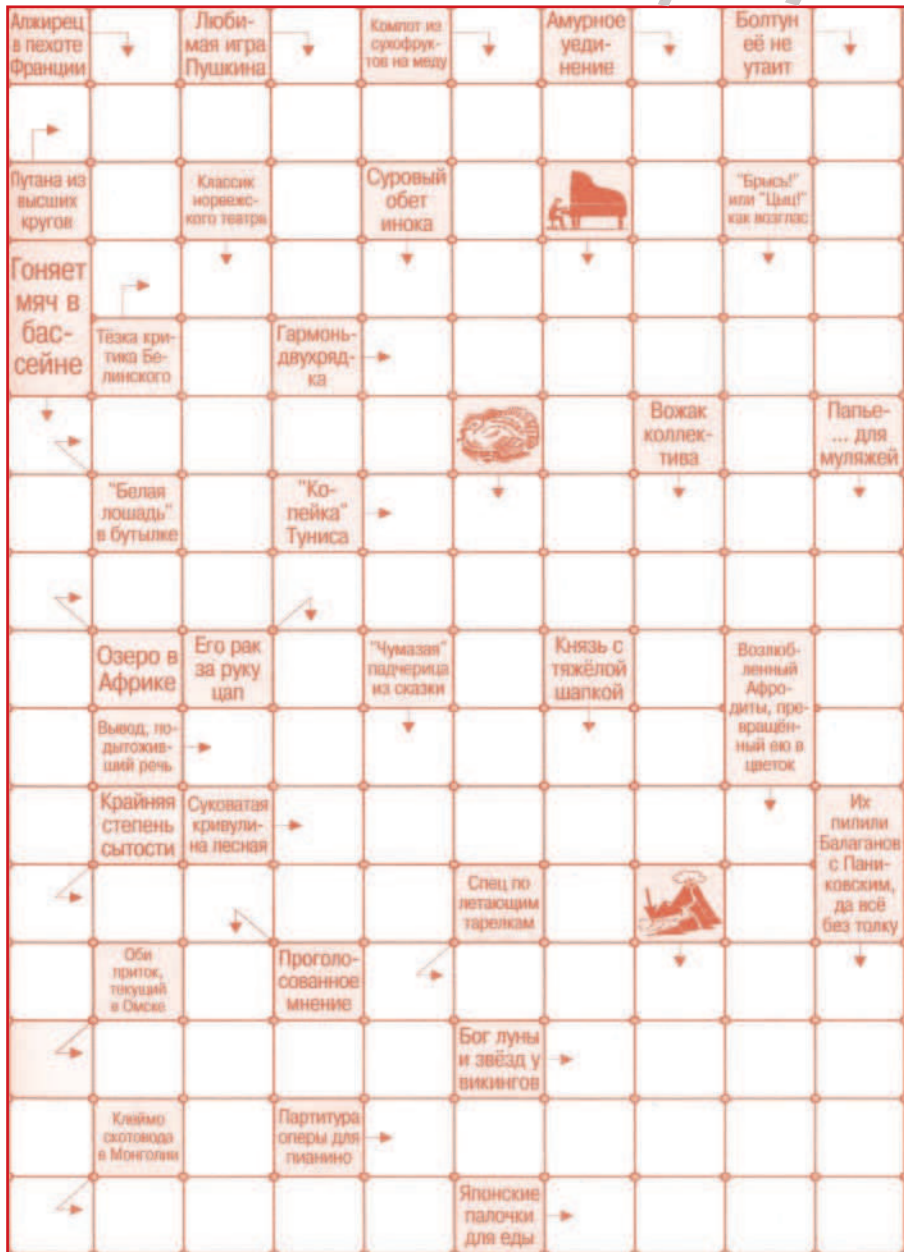 Алжирец
в пехоте
Франции
Люби-
мая игра
Пушкина
Компот из
сухофрук-
тов на меду
Амурное
уеди-
нение
Болтун
её не
утаит
Путана из
высших
кругов
Классик
норвежс-
кого театра
Суровый
обет
инока
"Брысь!"
или "Цыц!"
как возглас
Гоняет
мяч в
бас-
сейне
Тёзка кри-
тика Бе-
линского
Гармонь-
двухряд-
ка
Вожак
коллек-
тива
Папье-
... для
муляжей
"Белая
лошадь"
в бутылке
"Ко-
пейка"
Туниса
Озеро в
Африке
Его рак
за руку
цап
"Чумазая"
падчерица
из сказки
Князь с
тяжёлой
шапкой
Возлюб-
ленный
Афро-
диты, пре-
вращён-
ный ею в
цветок
Вывод, по-
дытожив-
ший речь
Крайняя
степень
сытости
Суковатая
кривули-
на лесная
Их
пилили
Балаганов
с Пани-
ковским,
да всё
без толку
Спец по
летающим
тарелкам
Оби
приток,
текущий
в Омске
Проголо-
сованное
мнение
Бог луны
и звёзд у
викингов
Клеймо
скотовода
в Монголии
Партитура
оперы для
пианино
Японские
палочки
для еды